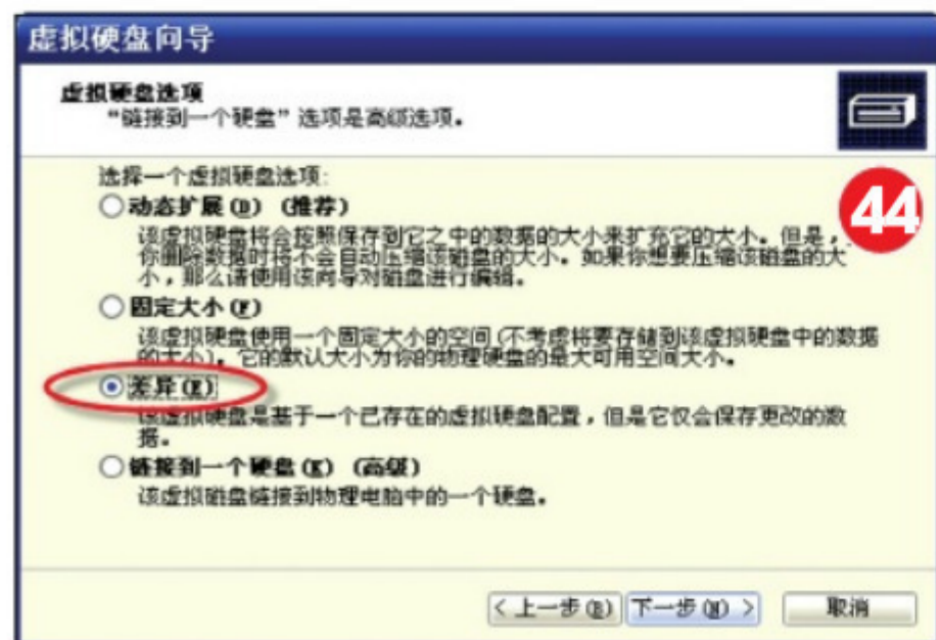 虚拟硬盘向导
虚拟硬盘选项
“链接到一个硬盘”选项是高级选项。
44
选择一个虚拟硬盘选项:
动态扩展(D) (推荐)
该虚拟硬盘将会按照保存到它之中的数据的大小来扩充它的大小。但是，
你删除数据时将不会自动压缩该磁盘的大小。如果你想要压缩该磁盘的大
小，那么请使用该向导对磁盘进行编辑。
固定大小(F)
该虚拟硬盘使用一个固定大小的空间(不考虑将要存储到该虚拟硬盘中的数据
的大小)。它的默认大小为你的物理硬盘的最大可用空间大小。
差异(E)
该虚拟硬盘是基于一个已存在的虚拟硬盘配置，但是它仅会保存更改的数
据。
链接到一个硬盘(K) (高级)
该虚拟磁盘链接到物理电脑中的一个硬盘。
<上一步(B) 下一步(N) > 取消